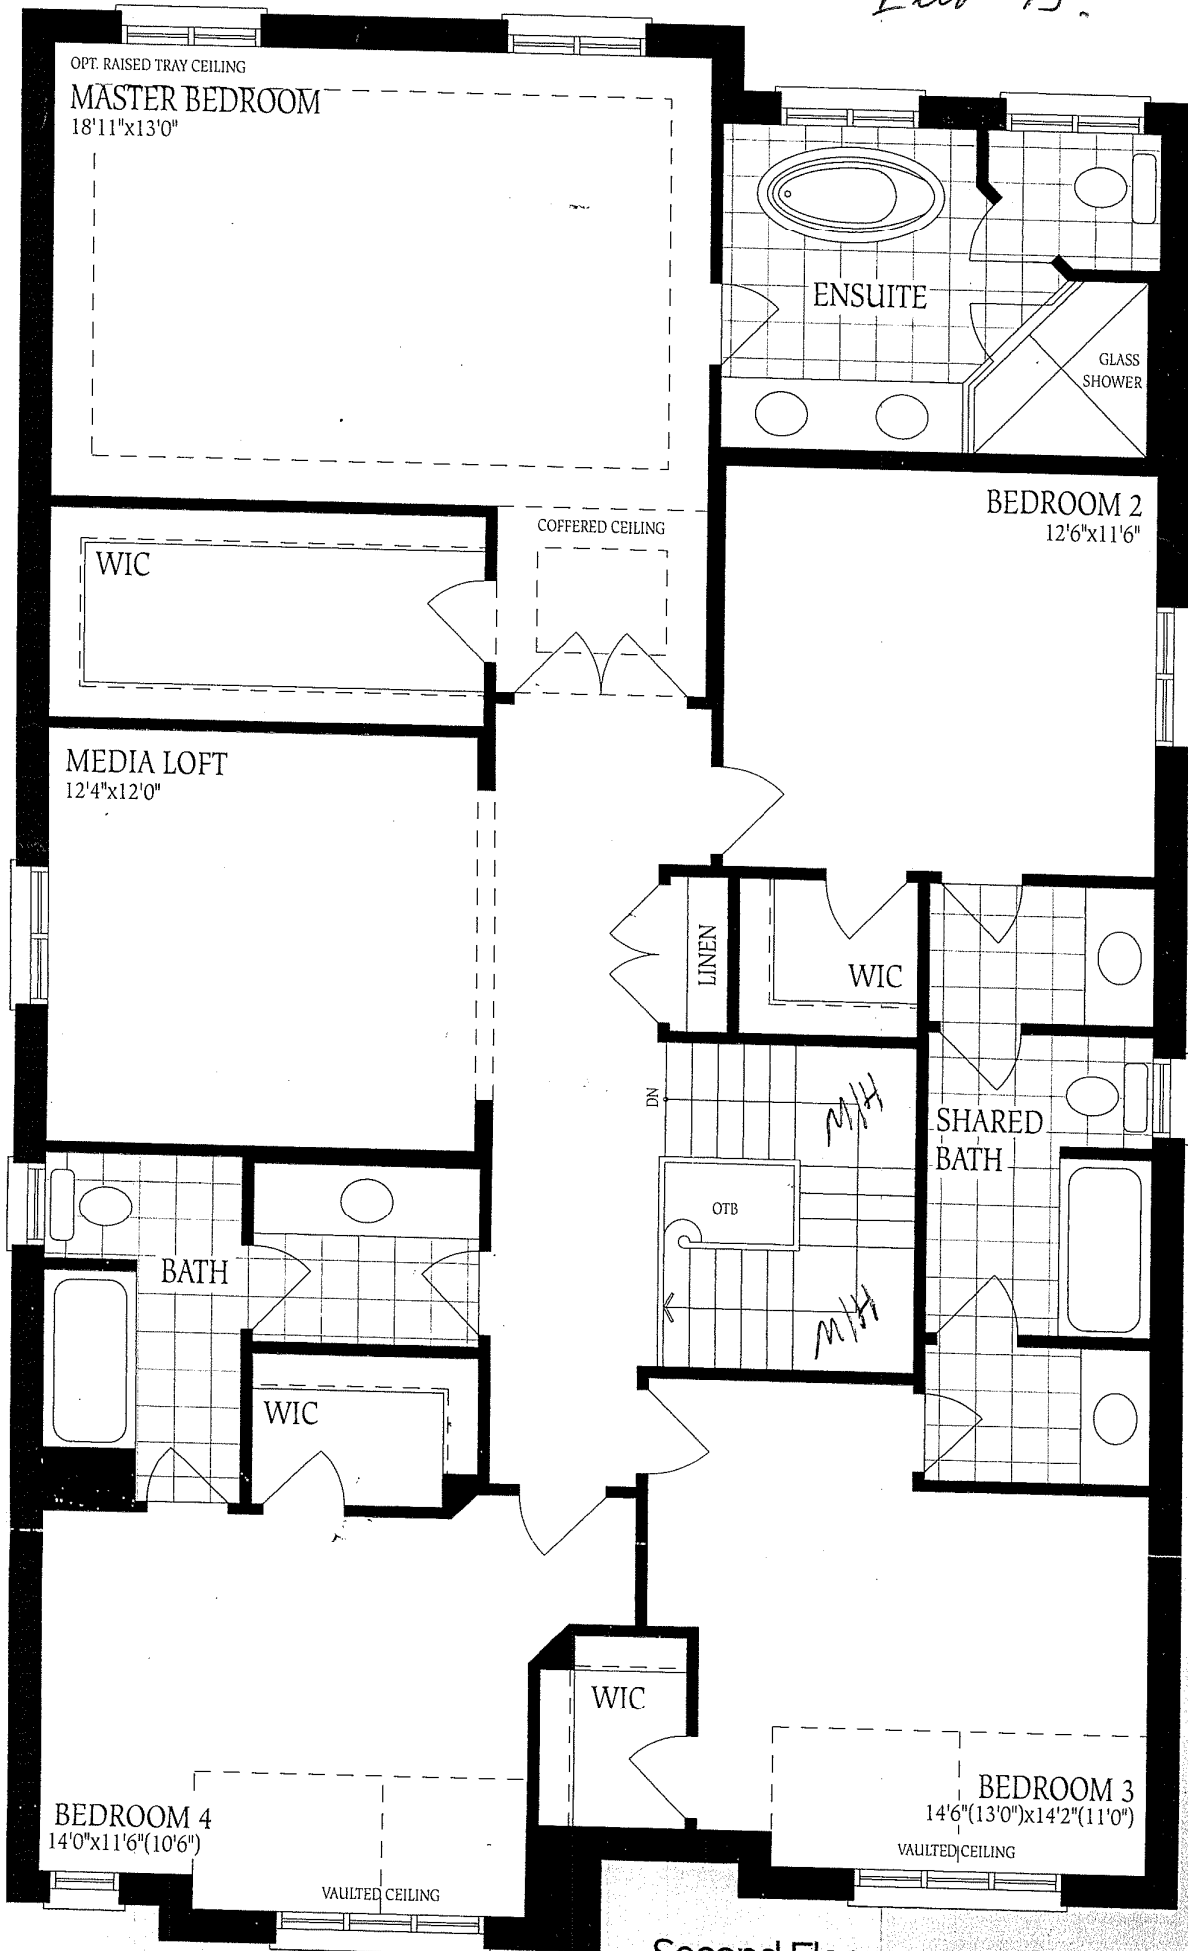 OPT. RAISED TRAY CEILING
MASTER BEDROOM
18'11"x13'0"
ENSUITE
GLASS
SHOWER
BEDROOM 2
12'6"x11'6"
COFFERED CEILING
WIC
MEDIA LOFT
12'4"x12'0"
LINEN
WIC
DN
M/H
SHARED
BATH
OTB
BATH
M/H
WIC
WIC
BEDROOM 3
14'6"(13'0")x14'2"(11'0")
VAULTED CEILING
BEDROOM 4
14'0"x11'6"(10'6")
VAULTED CEILING
Second